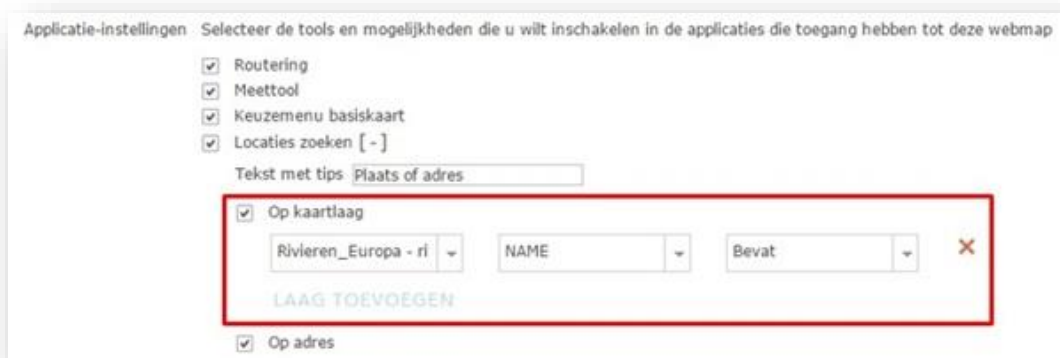 Applicatie-instellingen Selecteer de tools en mogelijkheden die u wilt inschakelen in de applicaties die toegang hebben tot deze webmap
Routering
Meettool
Keuzemenu basiskaart
Locaties zoeken [ - ]
Tekst met tips Plaats of adres
Op kaartlaag
Rivieren_Europa - ri NAME Bevat
LAAG TOEVOEGEN
Op adres